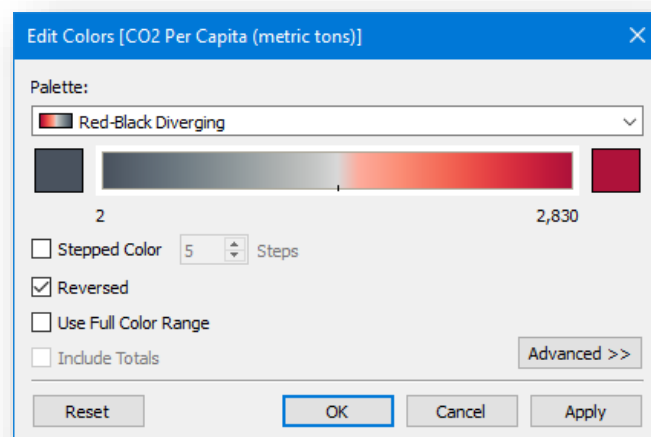 Edit Colors [CO2 Per Capita (metric tons)]
Palette:
Red-Black Diverging
2 2,830
Stepped Color 5 Steps
Reversed
Use Full Color Range
Include Totals
Advanced >>
Reset OK Cancel Apply